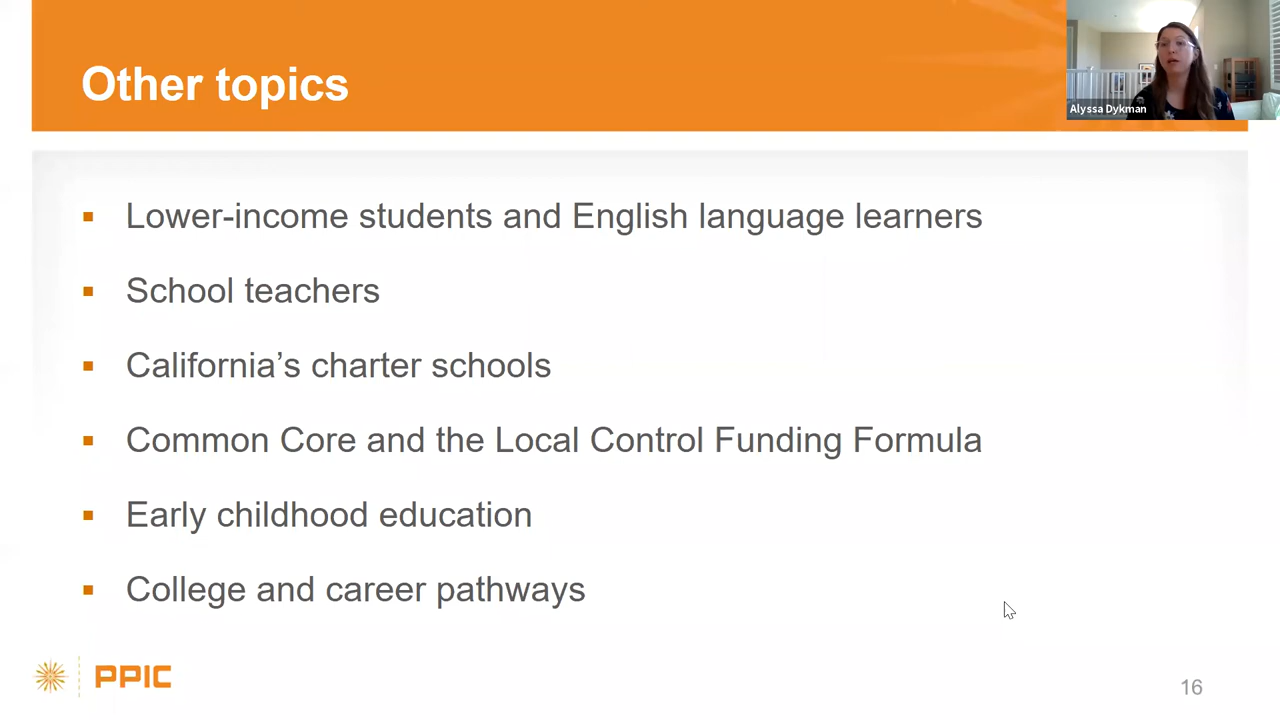 Other topics
Alyssa Dykman
Lower-income students and English language learners
School teachers
California’s charter schools
Common Core and the Local Control Funding Formula
Early childhood education
College and career pathways
PPIC
16